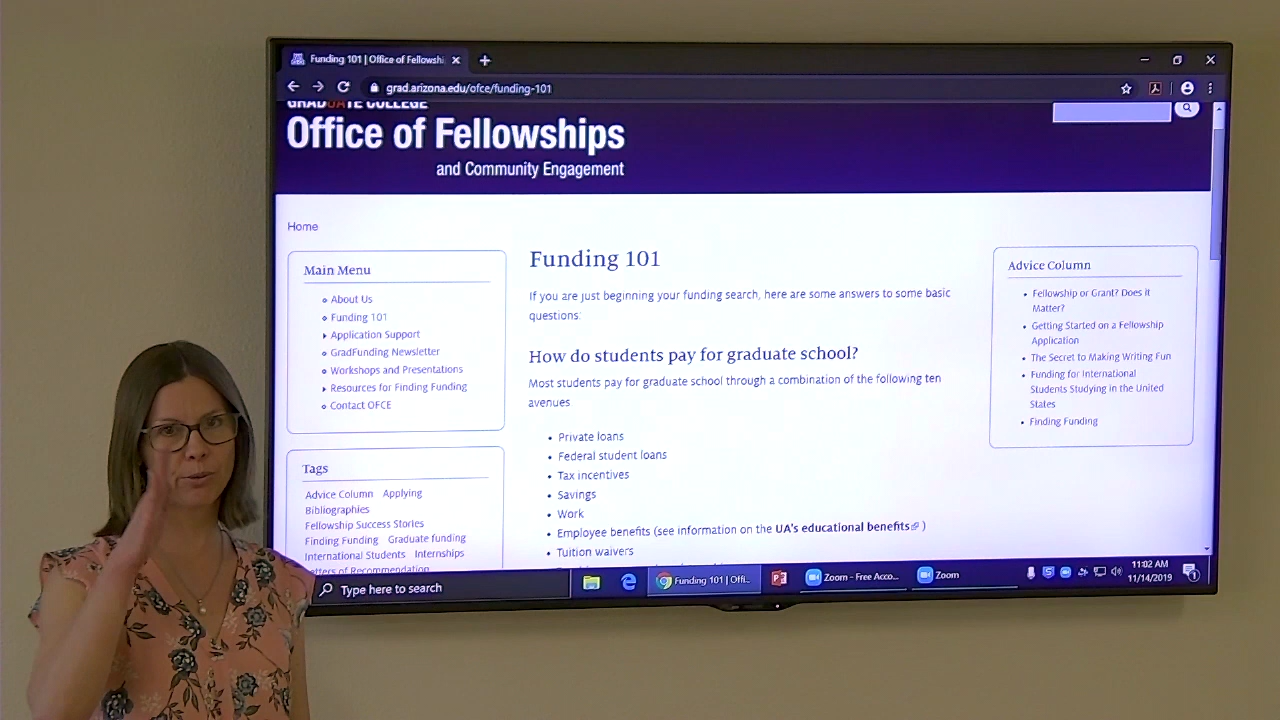 Funding 101 | Office of Fellowshi
grad.arizona.edu/ofce/funding-101
GRADUATE COLLEGE
Office of Fellowships
and Community Engagement
Home
Main Menu
About Us
Funding 101
Application Support
GradFunding Newsletter
Workshops and Presentations
Resources for Finding Funding
Contact OFCE
Tags
Advice Column Applying
Bibliographies
Fellowship Success Stories
Finding Funding Graduate funding
International Students Internships
Letters of Recommendation
Funding 101
If you are just beginning your funding search, here are some answers to some basic
questions:
How do students pay for graduate school?
Most students pay for graduate school through a combination of the following ten
avenues
Private loans
Federal student loans
Tax incentives
Savings
Work
Employee benefits (see information on the UA's educational benefits )
Tuition waivers
Advice Column
Fellowship or Grant? Does it
Matter?
Getting Started on a Fellowship
Application
The Secret to Making Writing Fun
Funding for International
Students Studying in the United
States
Finding Funding
Type here to search
Funding 101 | Offi...
Zoom - Free Acco...
Zoom
11:02 AM
11/14/2019
1